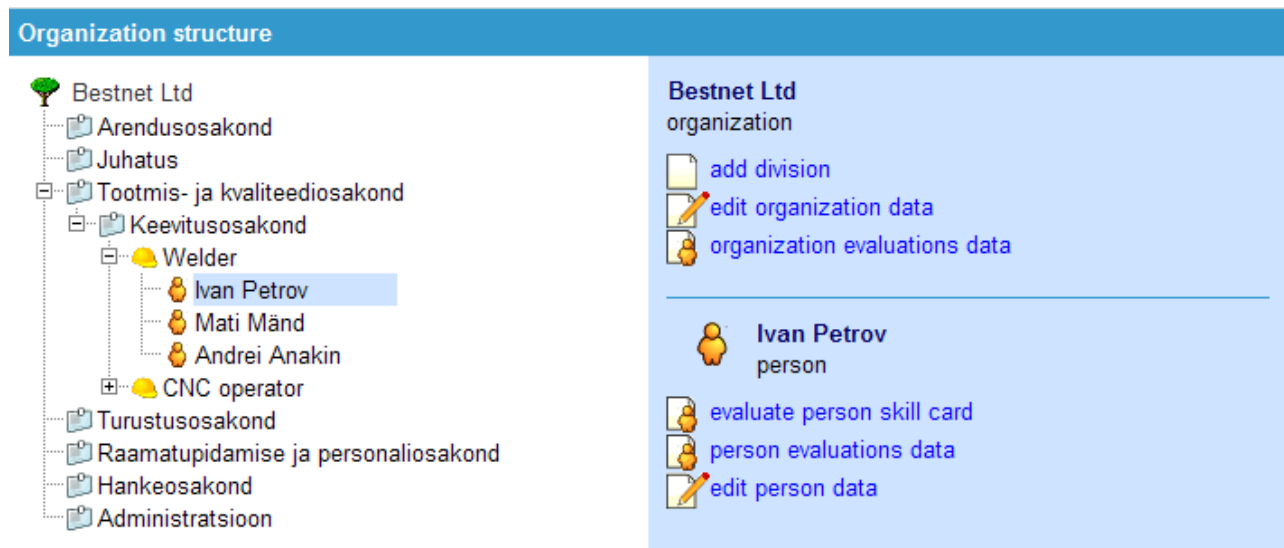 Organization structure
Bestnet Ltd
Arendusosakond
Juhatus
Tootmis- ja kvaliteediosakond
Keevitusosakond
Welder
Ivan Petrov
Mati Mänd
Andrei Anakin
CNC operator
Turustusosakond
Raamatupidamise ja personaliosakond
Hankeosakond
Administratsioon
Bestnet Ltd
organization
add division
edit organization data
organization evaluations data
Ivan Petrov
person
evaluate person skill card
person evaluations data
edit person data